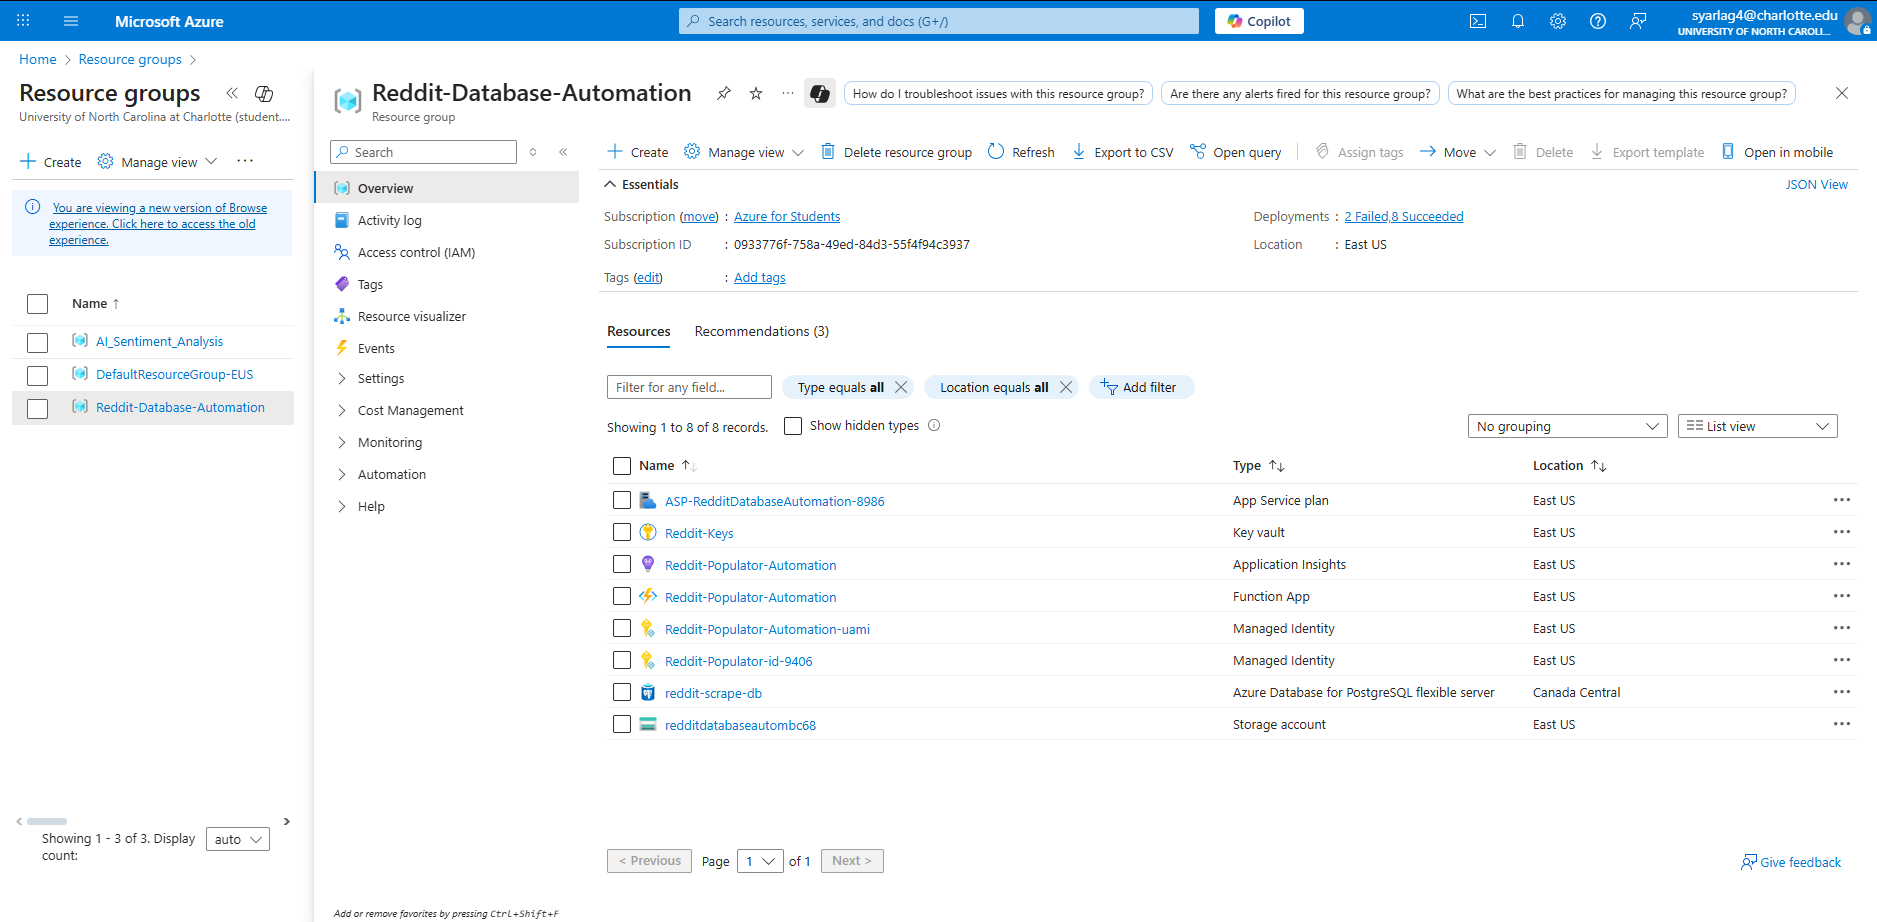 Microsoft Azure
Search resources, services, and docs (G+/)
Copilot
syarlag4@charlotte.edu
UNIVERSITY OF NORTH CAROLI...
Home > Resource groups >
Resource groups
University of North Carolina at Charlotte (student....
Create
Manage view
You are viewing a new version of Browse
experience. Click here to access the old
experience.
Name ↑
AI_Sentiment_Analysis
DefaultResourceGroup-EUS
Reddit-Database-Automation
Showing 1 - 3 of 3. Display
count:
auto
Reddit-Database-Automation
Resource group
How do I troubleshoot issues with this resource group?
Are there any alerts fired for this resource group?
What are the best practices for managing this resource group?
Search
Overview
Activity log
Access control (IAM)
Tags
Resource visualizer
Events
Settings
Cost Management
Monitoring
Automation
Help
Add or remove favorites by pressing Ctrl+Shift+F
Create
Manage view
Delete resource group
Refresh
Export to CSV
Open query
Assign tags
Move
Delete
Export template
Open in mobile
Essentials
JSON View
Subscription (move) : Azure for Students
Subscription ID : 0933776f-758a-49ed-84d3-55f4f94c3937
Tags (edit) : Add tags
Deployments : 2 Failed,8 Succeeded
Location : East US
Resources
Recommendations (3)
Filter for any field...
Type equals all
Location equals all
Add filter
Showing 1 to 8 of 8 records.
Show hidden types
No grouping
List view
Name ↑↓ Type ↑↓ Location ↑↓
ASP-RedditDatabaseAutomation-8986 App Service plan East US
Reddit-Keys Key vault East US
Reddit-Populator-Automation Application Insights East US
Reddit-Populator-Automation Function App East US
Reddit-Populator-Automation-uami Managed Identity East US
Reddit-Populator-id-9406 Managed Identity East US
reddit-scrape-db Azure Database for PostgreSQL flexible server Canada Central
redditdatabaseautombc68 Storage account East US
< Previous
Page 1 of 1
Next >
Give feedback